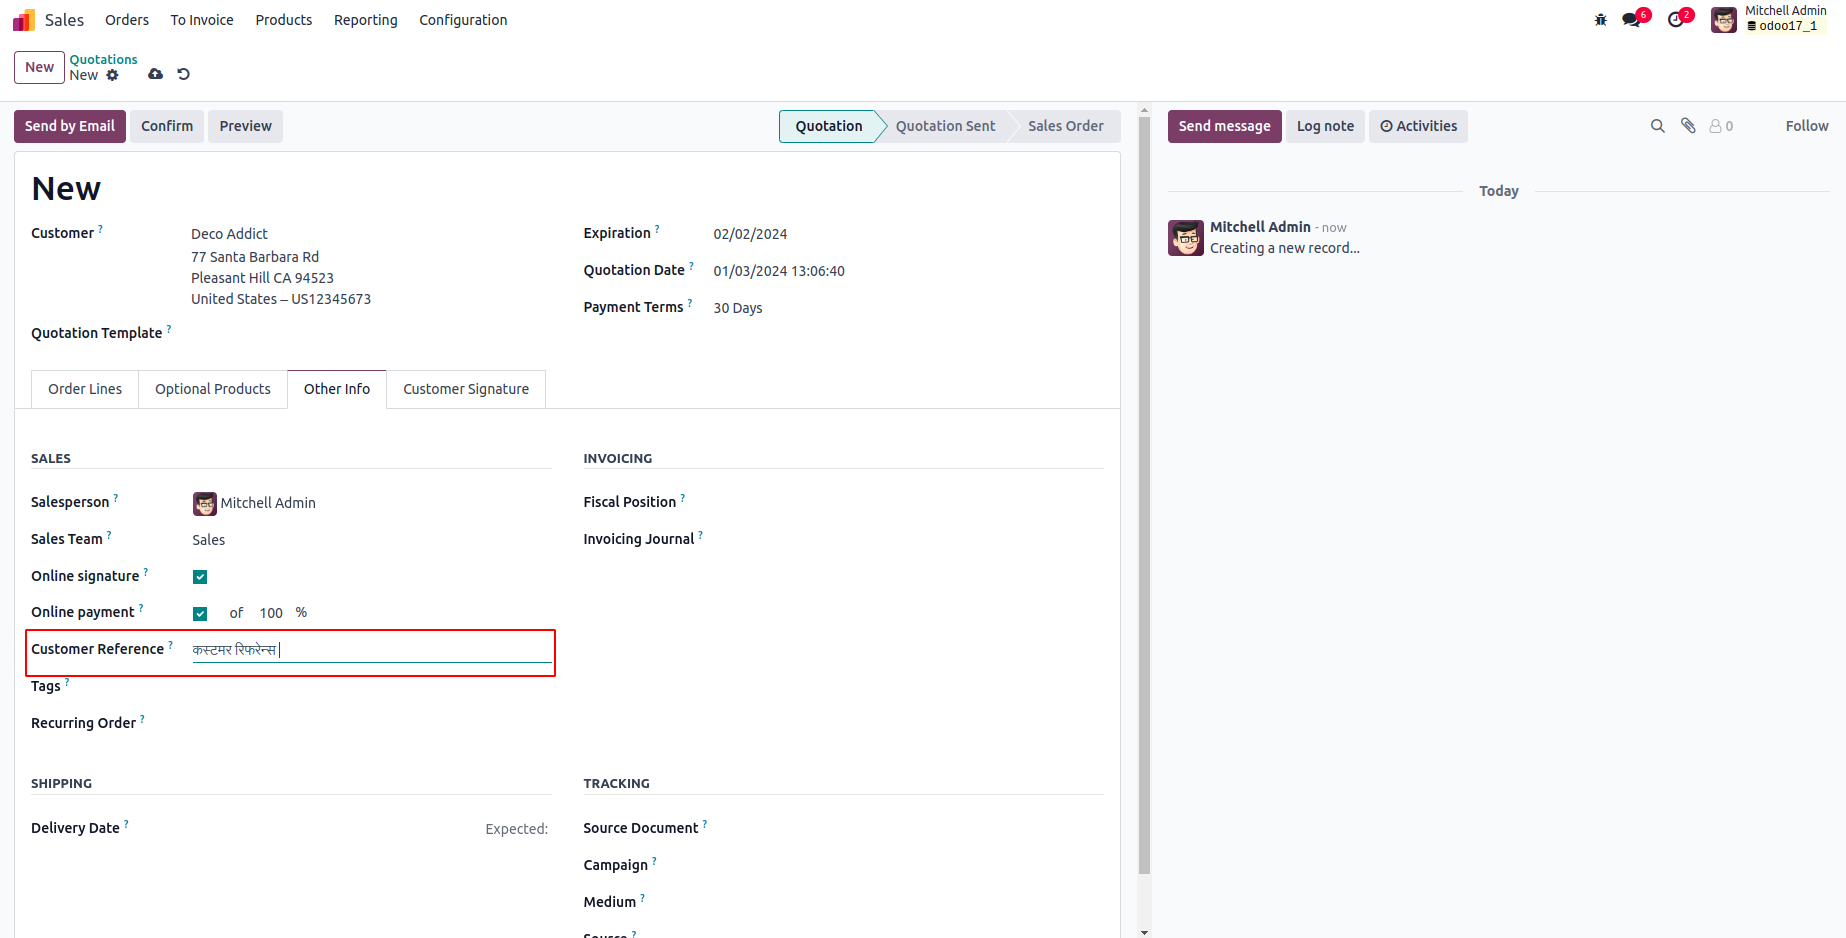 Sales Orders To Invoice Products Reporting Configuration
6 2 Mitchell Admin
odoo17_1
New Quotations
New
Send by Email Confirm Preview Quotation Quotation Sent Sales Order
Send message Log note Activities 0 Follow
New
Today
Customer ? Deco Addict
77 Santa Barbara Rd
Pleasant Hill CA 94523
United States – US12345673
Expiration ? 02/02/2024
Quotation Date ? 01/03/2024 13:06:40
Payment Terms ? 30 Days
Mitchell Admin - now
Creating a new record...
Quotation Template ?
Order Lines Optional Products Other Info Customer Signature
SALES
Salesperson ? Mitchell Admin
Sales Team ? Sales
Online signature ?
Online payment ? of 100 %
Customer Reference ? कस्टमर रिफरेन्स
Tags ?
Recurring Order ?
INVOICING
Fiscal Position ?
Invoicing Journal ?
SHIPPING
Delivery Date ? Expected:
TRACKING
Source Document ?
Campaign ?
Medium ?
Source ?